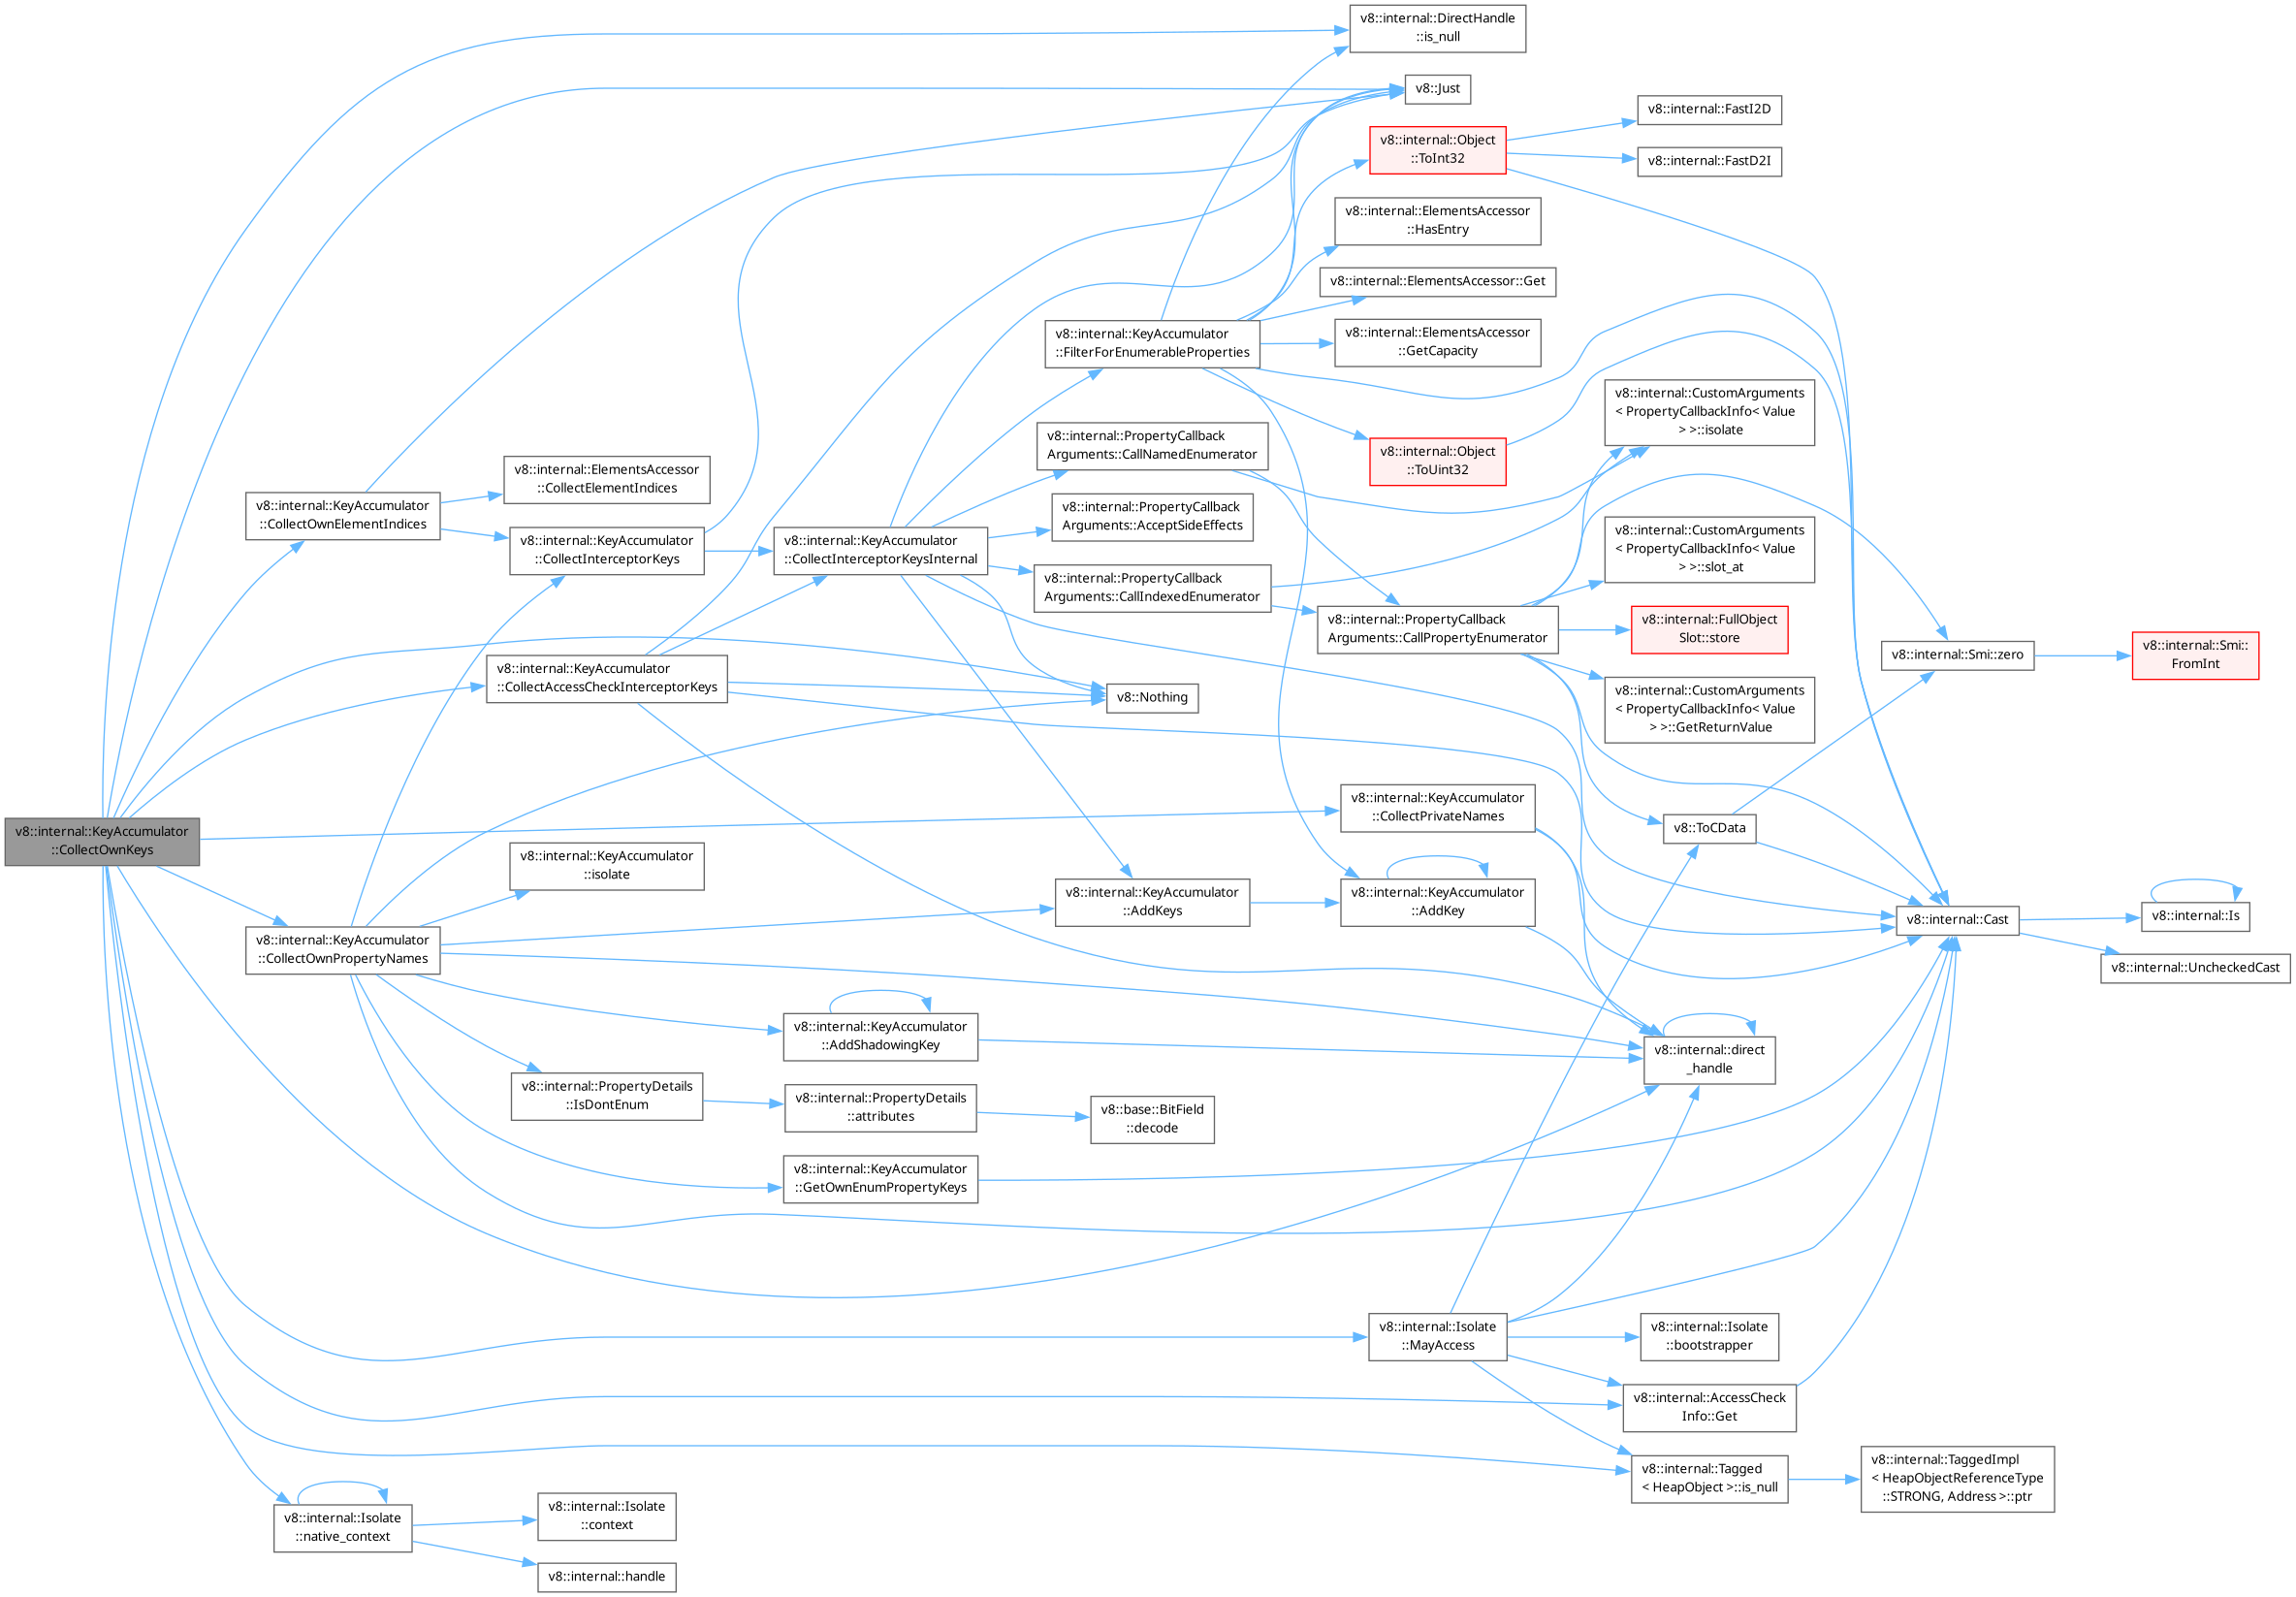 v8::internal::DirectHandle
::is_null
v8::Just
v8::internal::FastI2D
v8::internal::Object
::ToInt32
v8::internal::FastD2I
v8::internal::ElementsAccessor
::HasEntry
v8::internal::ElementsAccessor::Get
v8::internal::KeyAccumulator
::FilterForEnumerableProperties
v8::internal::ElementsAccessor
::GetCapacity
v8::internal::CustomArguments
< PropertyCallbackInfo< Value
> >::isolate
v8::internal::PropertyCallback
Arguments::CallNamedEnumerator
v8::internal::Object
::ToUint32
v8::internal::ElementsAccessor
::CollectElementIndices
v8::internal::KeyAccumulator
::CollectOwnElementIndices
v8::internal::PropertyCallback
Arguments::AcceptSideEffects
v8::internal::CustomArguments
< PropertyCallbackInfo< Value
> >::slot_at
v8::internal::KeyAccumulator
::CollectInterceptorKeys
v8::internal::KeyAccumulator
::CollectInterceptorKeysInternal
v8::internal::PropertyCallback
Arguments::CallIndexedEnumerator
v8::internal::PropertyCallback
Arguments::CallPropertyEnumerator
v8::internal::FullObject
Slot::store
v8::internal::Smi::zero
v8::internal::Smi::
FromInt
v8::internal::KeyAccumulator
::CollectAccessCheckInterceptorKeys
v8::Nothing
v8::internal::CustomArguments
< PropertyCallbackInfo< Value
> >::GetReturnValue
v8::internal::KeyAccumulator
::CollectPrivateNames
v8::ToCData
v8::internal::KeyAccumulator
::CollectOwnKeys
v8::internal::KeyAccumulator
::isolate
v8::internal::KeyAccumulator
::AddKeys
v8::internal::KeyAccumulator
::AddKey
v8::internal::Cast
v8::internal::Is
v8::internal::UncheckedCast
v8::internal::KeyAccumulator
::CollectOwnPropertyNames
v8::internal::KeyAccumulator
::AddShadowingKey
v8::internal::direct
_handle
v8::internal::PropertyDetails
::IsDontEnum
v8::internal::PropertyDetails
::attributes
v8::base::BitField
::decode
v8::internal::KeyAccumulator
::GetOwnEnumPropertyKeys
v8::internal::Isolate
::MayAccess
v8::internal::Isolate
::bootstrapper
v8::internal::AccessCheck
Info::Get
v8::internal::Tagged
< HeapObject >::is_null
v8::internal::TaggedImpl
< HeapObjectReferenceType
::STRONG, Address >::ptr
v8::internal::Isolate
::native_context
v8::internal::Isolate
::context
v8::internal::handle